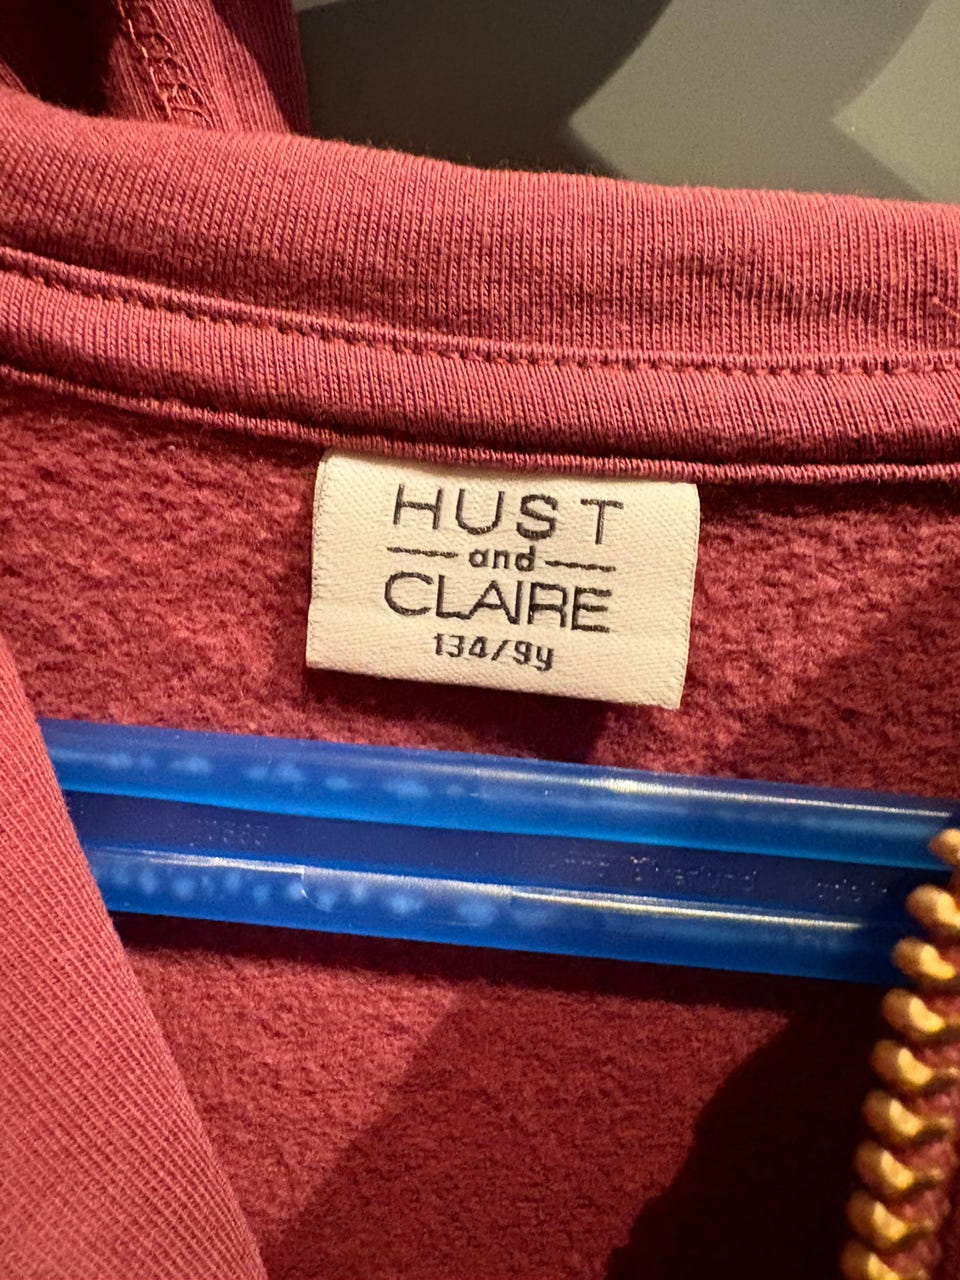 HUST
and
CLAIRE
134/9y